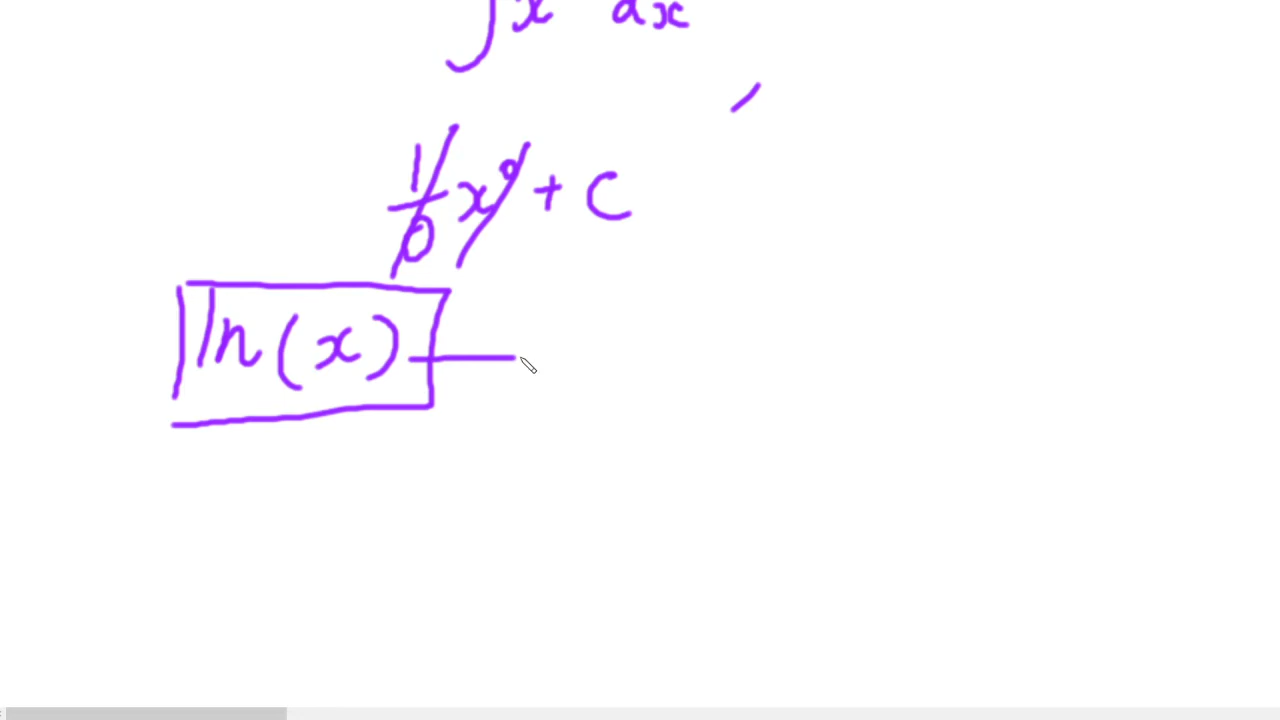 ∫x dx
1/0 x⁰ + C
ln(x)